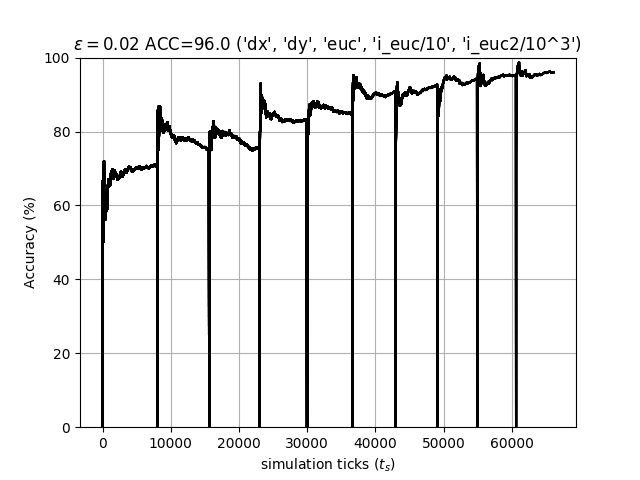 ε = 0.02 ACC=96.0 ('dx', 'dy', 'euc', 'i_euc/10', 'i_euc2/10^3')
100
80
60
40
20
0
Accuracy (%)
0 10000 20000 30000 40000 50000 60000
simulation ticks (tₛ)